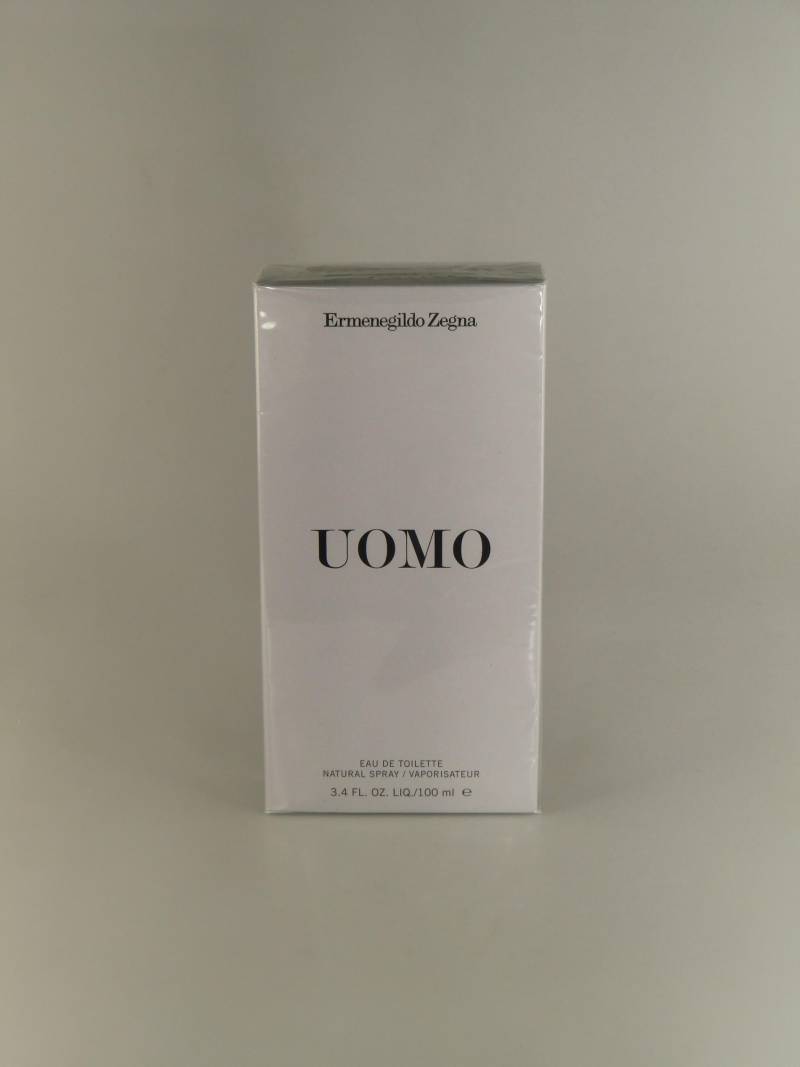 Ermenegildo Zegna
UOMO
EAU DE TOILETTE
NATURAL SPRAY / VAPORISATEUR
3.4 FL. OZ. LIQ./100 ml ℮